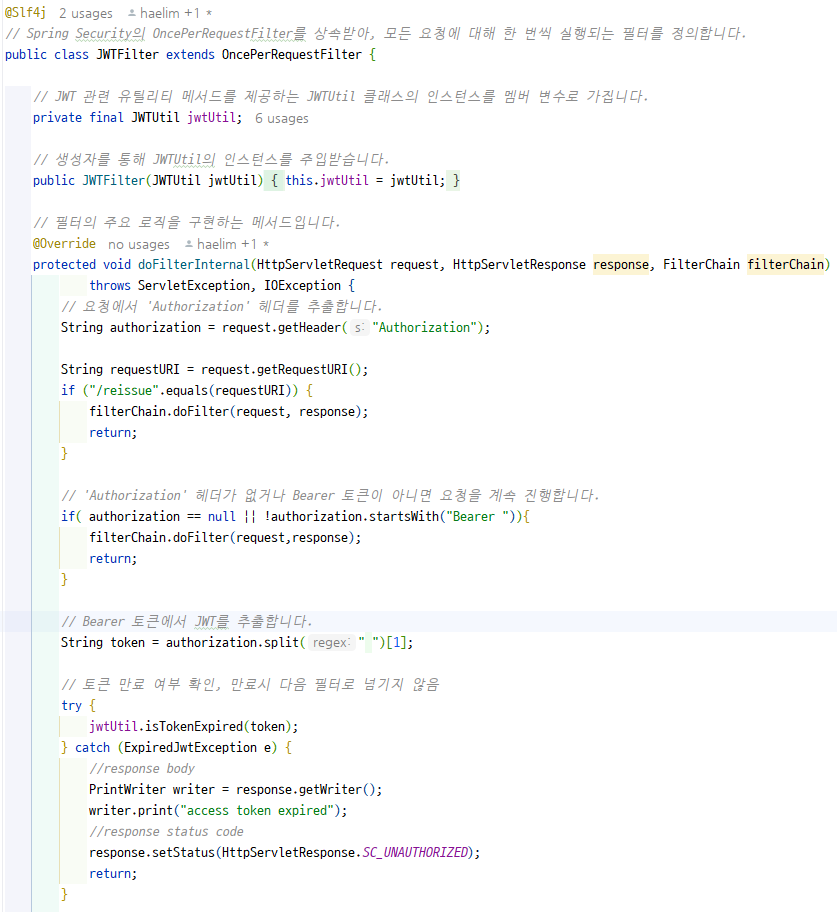 @Slf4j 2 usages haelim +1 *
// Spring Security의 OncePerRequestFilter를 상속받아, 모든 요청에 대해 한 번씩 실행되는 필터를 정의합니다.
public class JWTFilter extends OncePerRequestFilter {
// JWT 관련 유틸리티 메서드를 제공하는 JWTUtil 클래스의 인스턴스를 멤버 변수로 가집니다.
private final JWTUtil jwtUtil; 6 usages
// 생성자를 통해 JWTUtil의 인스턴스를 주입받습니다.
public JWTFilter(JWTUtil jwtUtil) { this.jwtUtil = jwtUtil; }
// 필터의 주요 로직을 구현하는 메서드입니다.
@Override no usages haelim +1 *
protected void doFilterInternal(HttpServletRequest request, HttpServletResponse response, FilterChain filterChain)
throws ServletException, IOException {
// 요청에서 'Authorization' 헤더를 추출합니다.
String authorization = request.getHeader( s: "Authorization");
String requestURI = request.getRequestURI();
if ("/reissue".equals(requestURI)) {
filterChain.doFilter(request, response);
return;
}
// 'Authorization' 헤더가 없거나 Bearer 토큰이 아니면 요청을 계속 진행합니다.
if( authorization == null || !authorization.startsWith("Bearer ")){
filterChain.doFilter(request,response);
return;
}
// Bearer 토큰에서 JWT를 추출합니다.
String token = authorization.split( regex: " ")[1];
// 토큰 만료 여부 확인, 만료시 다음 필터로 넘기지 않음
try {
jwtUtil.isTokenExpired(token);
} catch (ExpiredJwtException e) {
//response body
PrintWriter writer = response.getWriter();
writer.print("access token expired");
//response status code
response.setStatus(HttpServletResponse.SC_UNAUTHORIZED);
return;
}